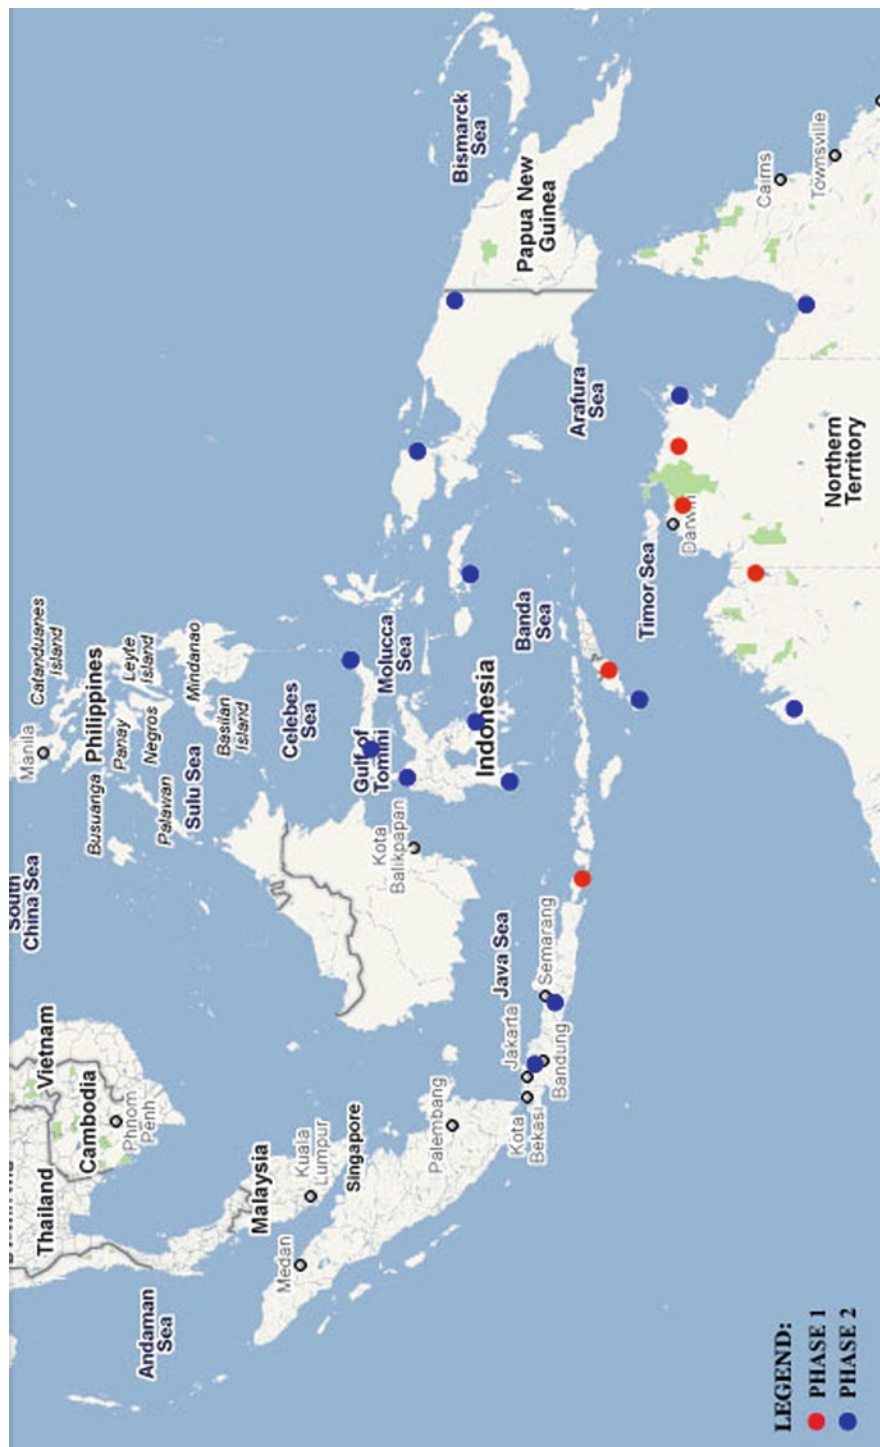 South
China Sea
Manila
Catanduanes
Island
Philippines
Busuanga
Panay
Leyte
Island
Negros
Palawan
Sulu Sea
Mindanao
Basilan
Island
Celebes
Sea
Thailand
Vietnam
Cambodia
Phnom
Penh
Andaman
Sea
Malaysia
Kuala
Lumpur
Medan
Singapore
Palembang
Kota
Balikpapan
Gulf of
Tomini
Molucca
Sea
Indonesia
Banda
Sea
Java Sea
Jakarta
Kota
Bekasi
Bandung
Semarang
Bismarck
Sea
Papua New
Guinea
Arafura
Sea
Timor Sea
Darwin
Northern
Territory
Cairns
Townsville
LEGEND:
PHASE 1
PHASE 2